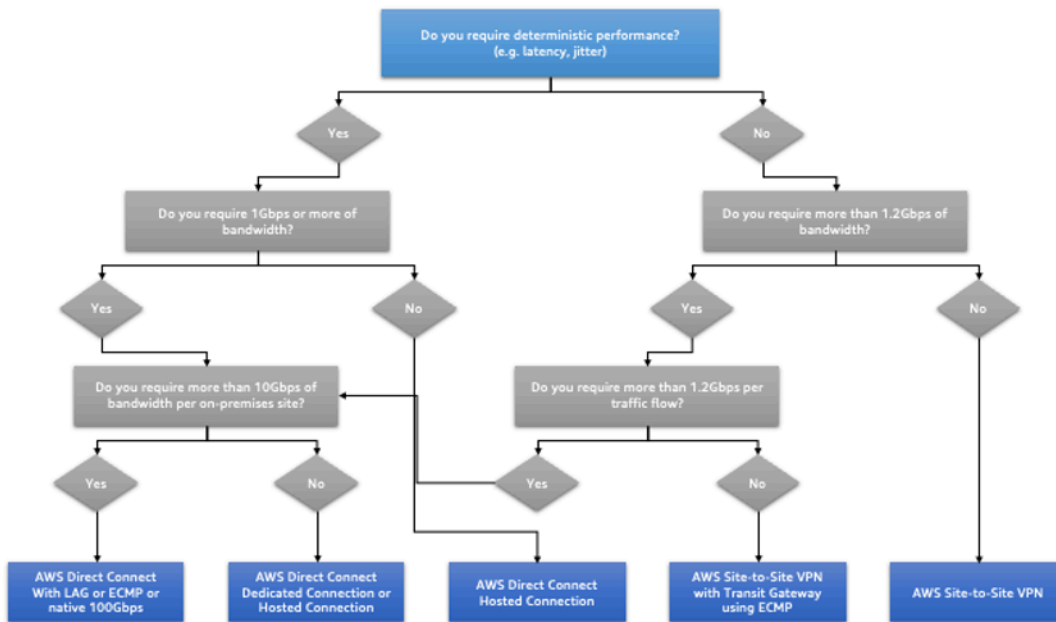 Do you require deterministic performance?
(e.g. latency, jitter)
Yes
No
Do you require 1Gbps or more of
bandwidth?
Do you require more than 1.2Gbps of
bandwidth?
Yes
No
Yes
No
Do you require more than 10Gbps of
bandwidth per on-premises site?
Do you require more than 1.2Gbps per
traffic flow?
Yes
No
Yes
No
AWS Direct Connect
With LAG or ECMP or
native 100Gbps
AWS Direct Connect
Dedicated Connection or
Hosted Connection
AWS Direct Connect
Hosted Connection
AWS Site-to-Site VPN
with Transit Gateway
using ECMP
AWS Site-to-Site VPN